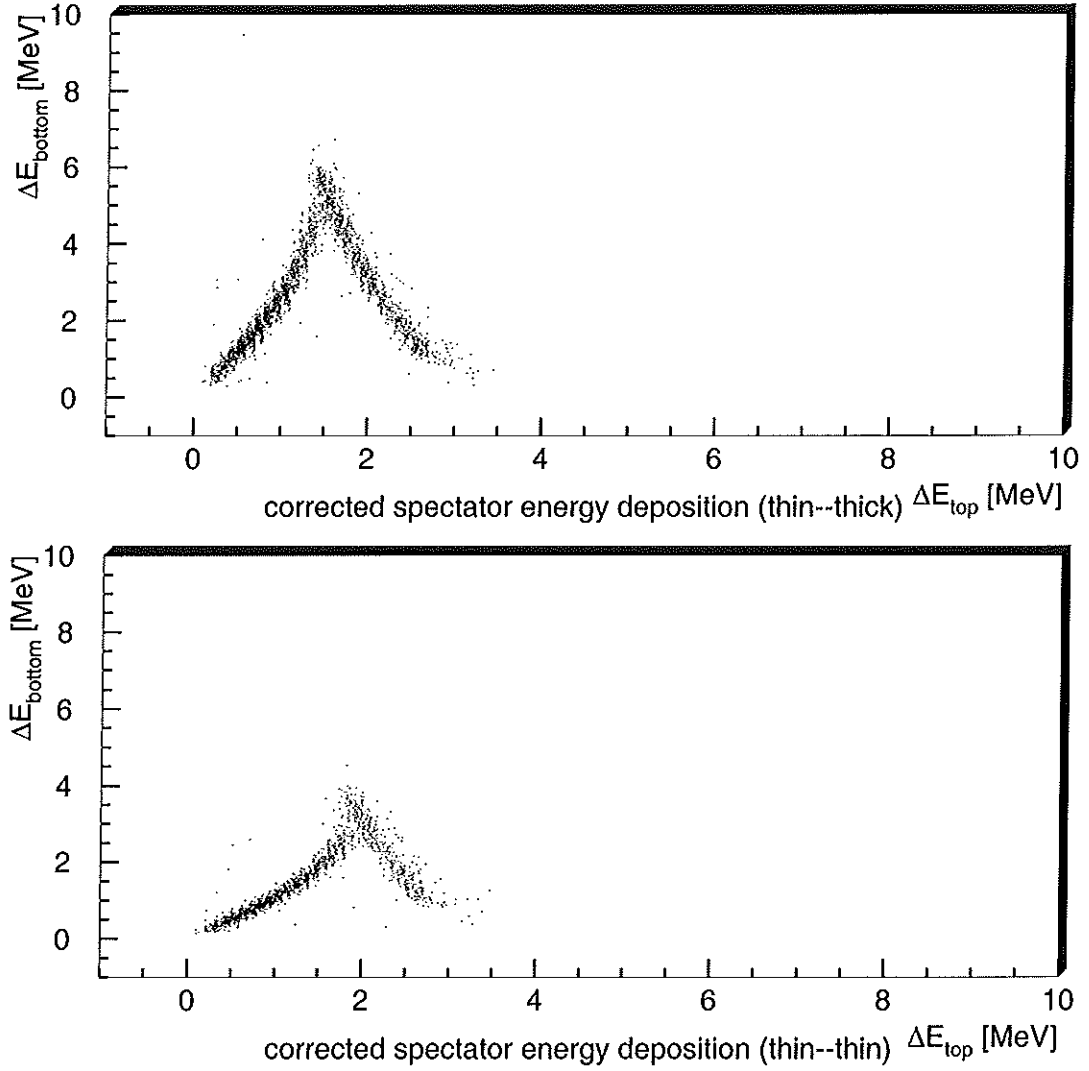 10
8
6
4
2
0
ΔE_bottom [MeV]
0 2 4 6 8 10
corrected spectator energy deposition (thin--thick) ΔE_top [MeV]
10
8
6
4
2
0
ΔE_bottom [MeV]
0 2 4 6 8 10
corrected spectator energy deposition (thin--thin) ΔE_top [MeV]